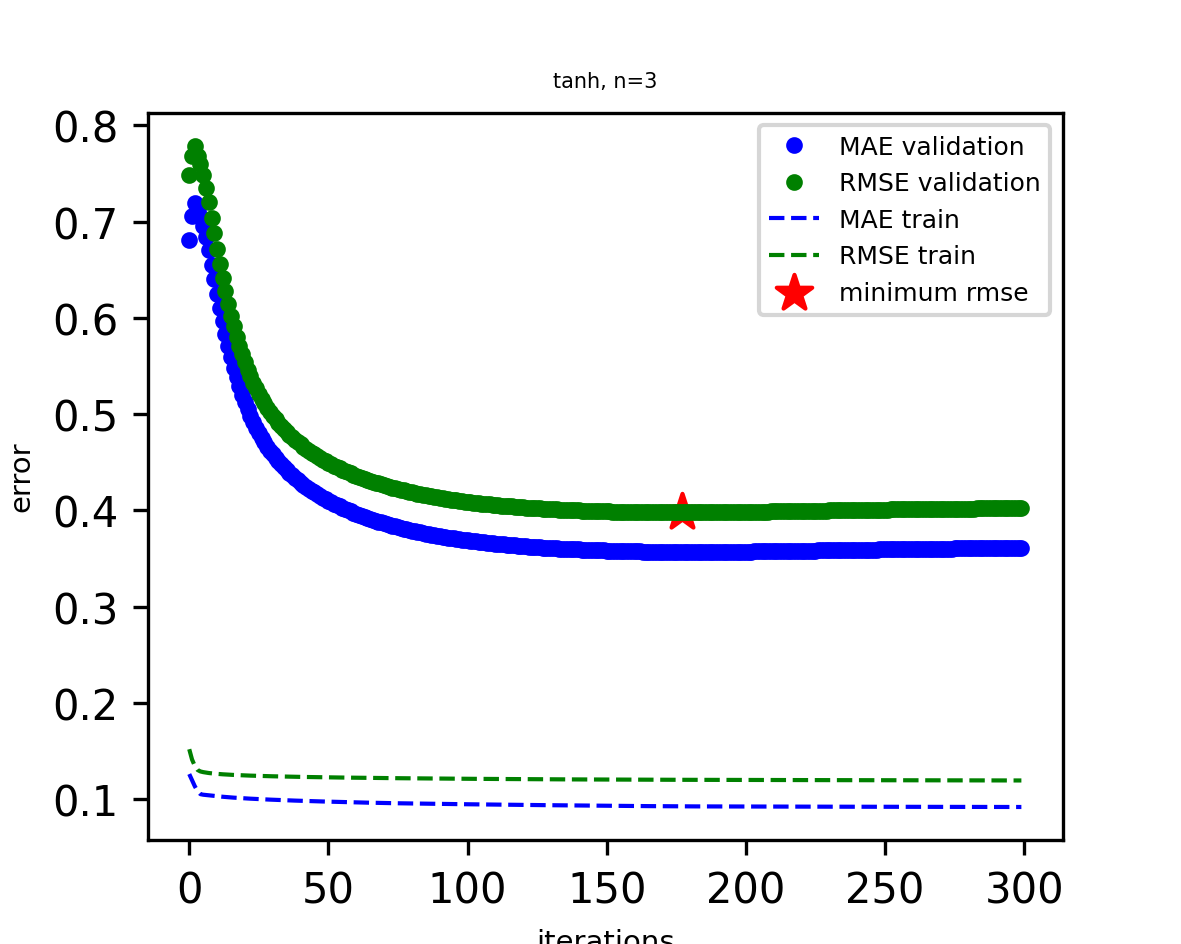 tanh, n=3
0.8
0.7
0.6
0.5
0.4
0.3
0.2
0.1
error
MAE validation
RMSE validation
MAE train
RMSE train
minimum rmse
0 50 100 150 200 250 300
iterations